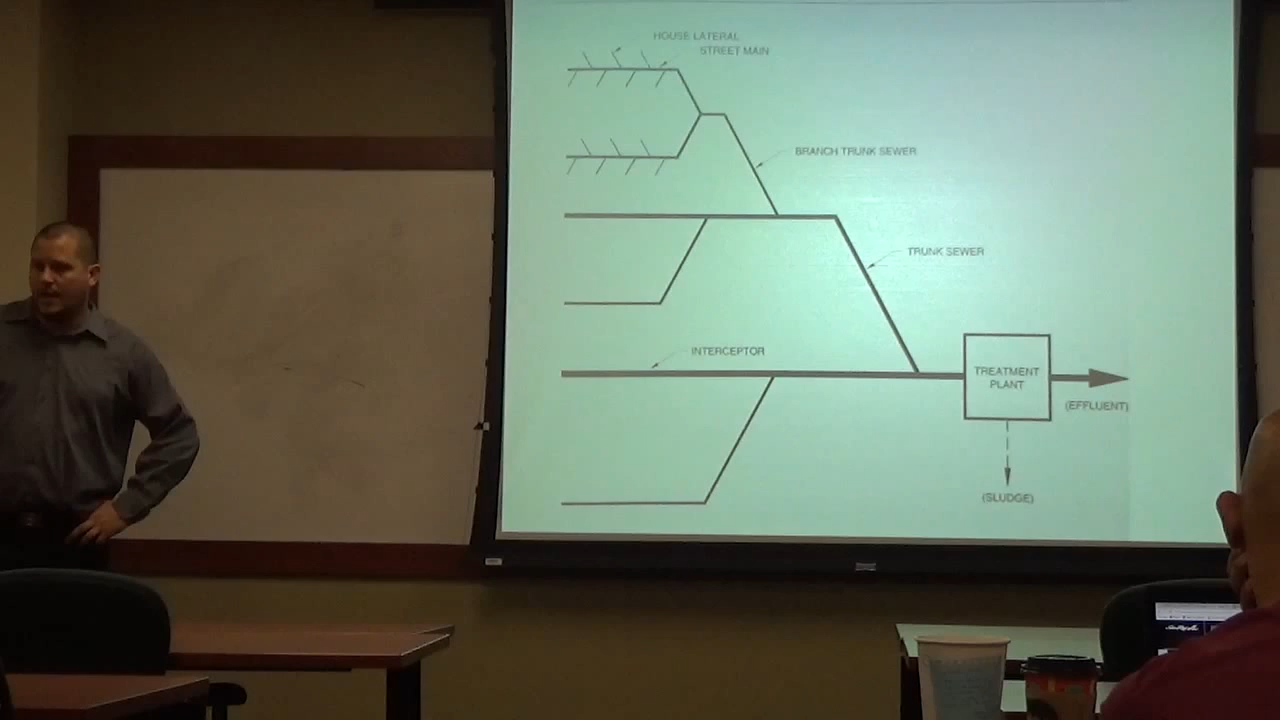 HOUSE LATERAL
STREET MAIN
BRANCH TRUNK SEWER
TRUNK SEWER
INTERCEPTOR
TREATMENT
PLANT
(EFFLUENT)
(SLUDGE)